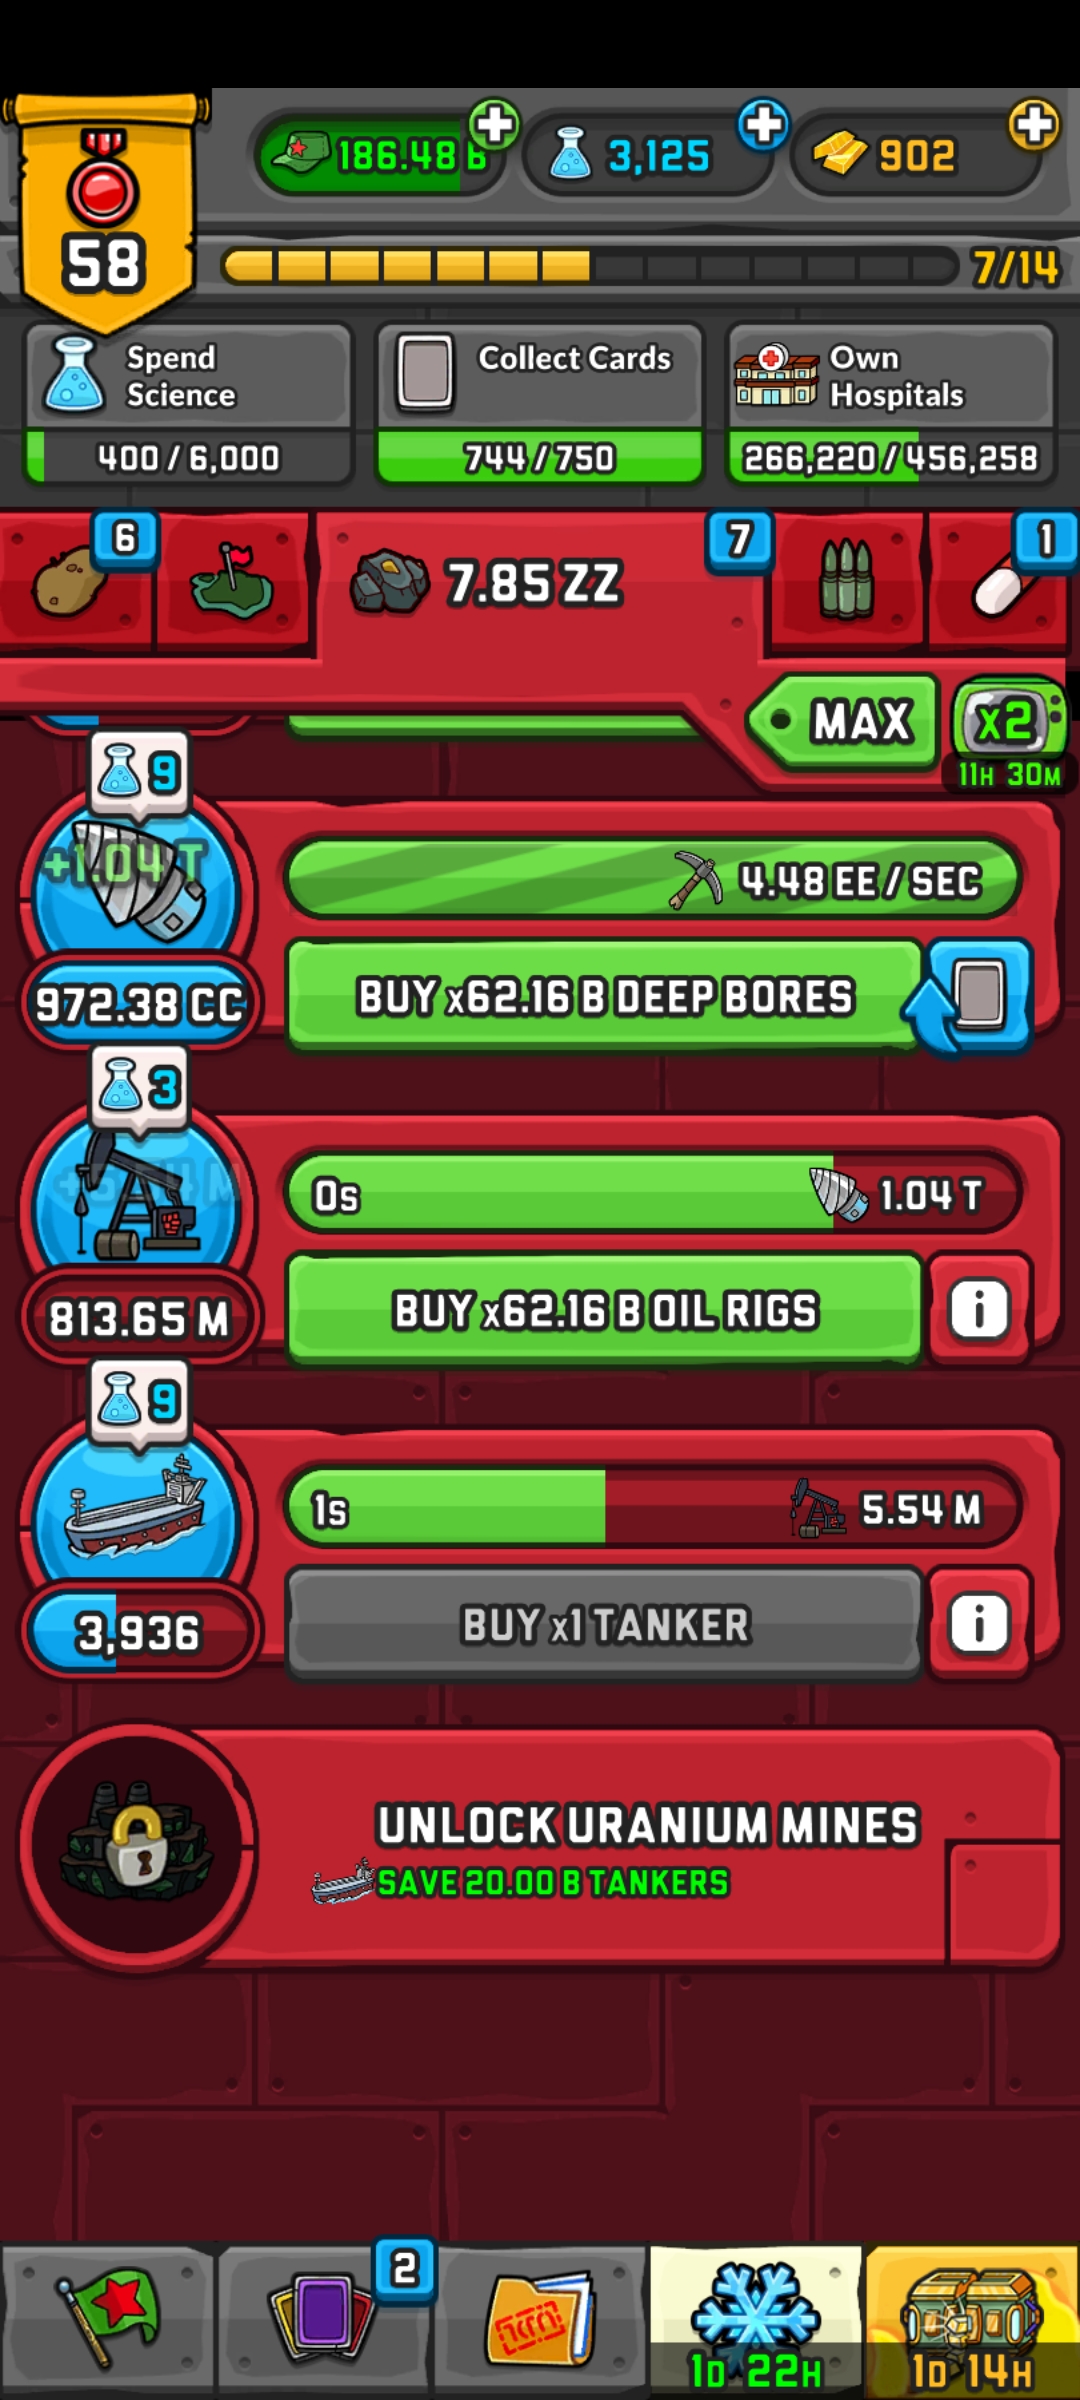 58
186.48 B
3,125
902
7/14
Spend
Science
400 / 6,000
Collect Cards
744 / 750
Own
Hospitals
266,220 / 456,258
6
7.85 ZZ
7
1
MAX
x2
11H 30M
9
+1.04 T
4.48 EE / SEC
972.38 CC
BUY x62.16 B DEEP BORES
3
+5.54 M
0s
1.04 T
813.65 M
BUY x62.16 B OIL RIGS
i
9
1s
5.54 M
3,936
BUY x1 TANKER
i
UNLOCK URANIUM MINES
SAVE 20.00 B TANKERS
2
1D 22H
1D 14H